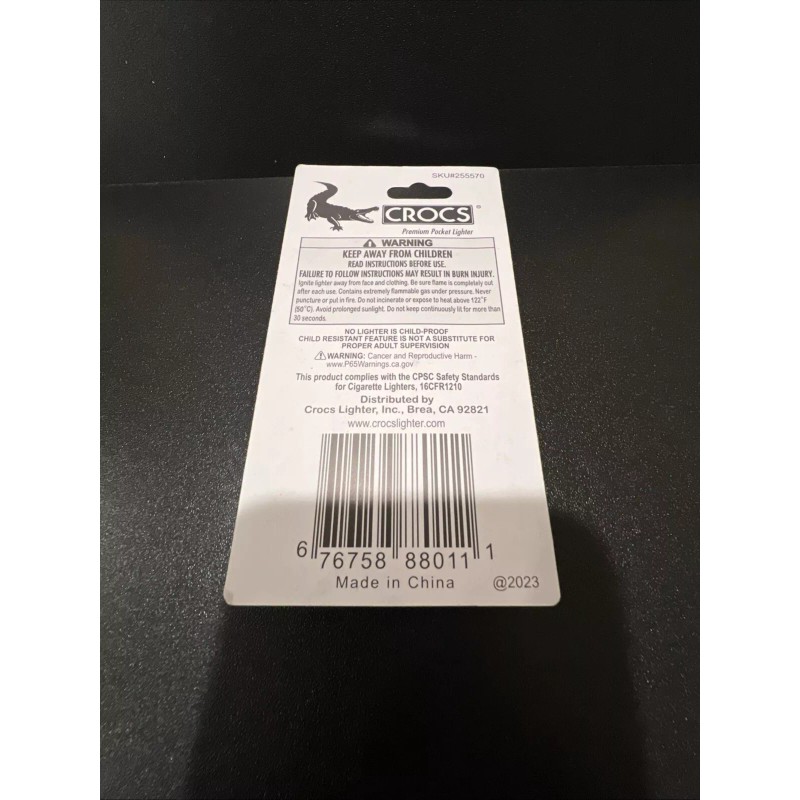 SKU#255570
CROCS®
Premium Pocket Lighter
⚠ WARNING
KEEP AWAY FROM CHILDREN
READ INSTRUCTIONS BEFORE USE.
FAILURE TO FOLLOW INSTRUCTIONS MAY RESULT IN BURN INJURY.
Ignite lighter away from face and clothing. Be sure flame is completely out
after each use. Contains extremely flammable gas under pressure. Never
puncture or put in fire. Do not incinerate or expose to heat above 122°F
(50°C). Avoid prolonged sunlight. Do not keep continuously lit for more than
30 seconds.
NO LIGHTER IS CHILD-PROOF
CHILD RESISTANT FEATURE IS NOT A SUBSTITUTE FOR
PROPER ADULT SUPERVISION
⚠WARNING: Cancer and Reproductive Harm -
www.P65Warnings.ca.gov
This product complies with the CPSC Safety Standards
for Cigarette Lighters, 16CFR1210
Distributed by
Crocs Lighter, Inc., Brea, CA 92821
www.crocslighter.com
6 76758 88011 1
Made in China
@2023